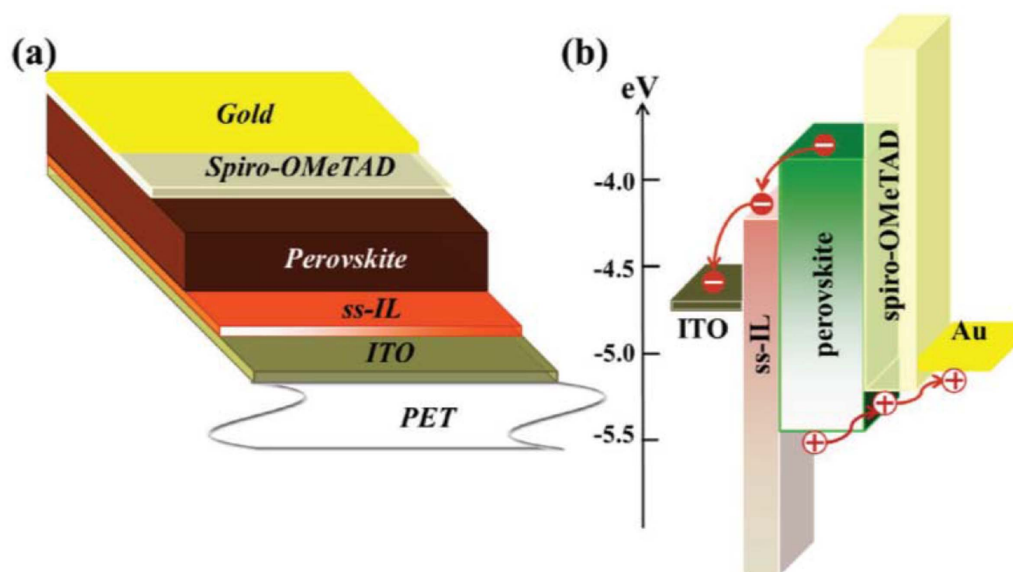 (a)
Gold
Spiro-OMeTAD
Perovskite
ss-IL
ITO
PET
(b)
eV
-4.0
-4.5
-5.0
-5.5
ITO
ss-IL
perovskite
spiro-OMeTAD
Au